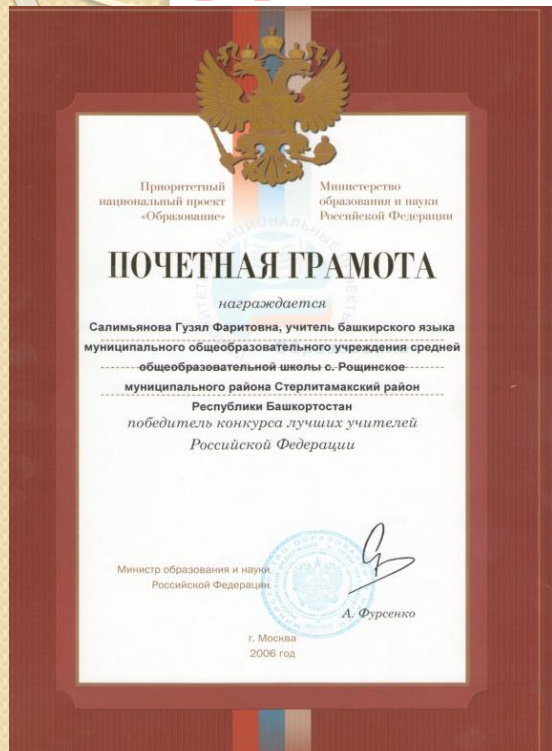 Приоритетный
национальный проект
«Образование»
Министерство
образования и науки
Российской Федерации
ПОЧЕТНАЯ ГРАМОТА
награждается
Салимьянова Гузял Фаритовна, учитель башкирского языка
муниципального общеобразовательного учреждения средней
общеобразовательной школы с. Рощинское
муниципального района Стерлитамакский район
Республики Башкортостан
победитель конкурса лучших учителей
Российской Федерации
Министр образования и науки
Российской Федерации
А. Фурсенко
г. Москва
2006 год